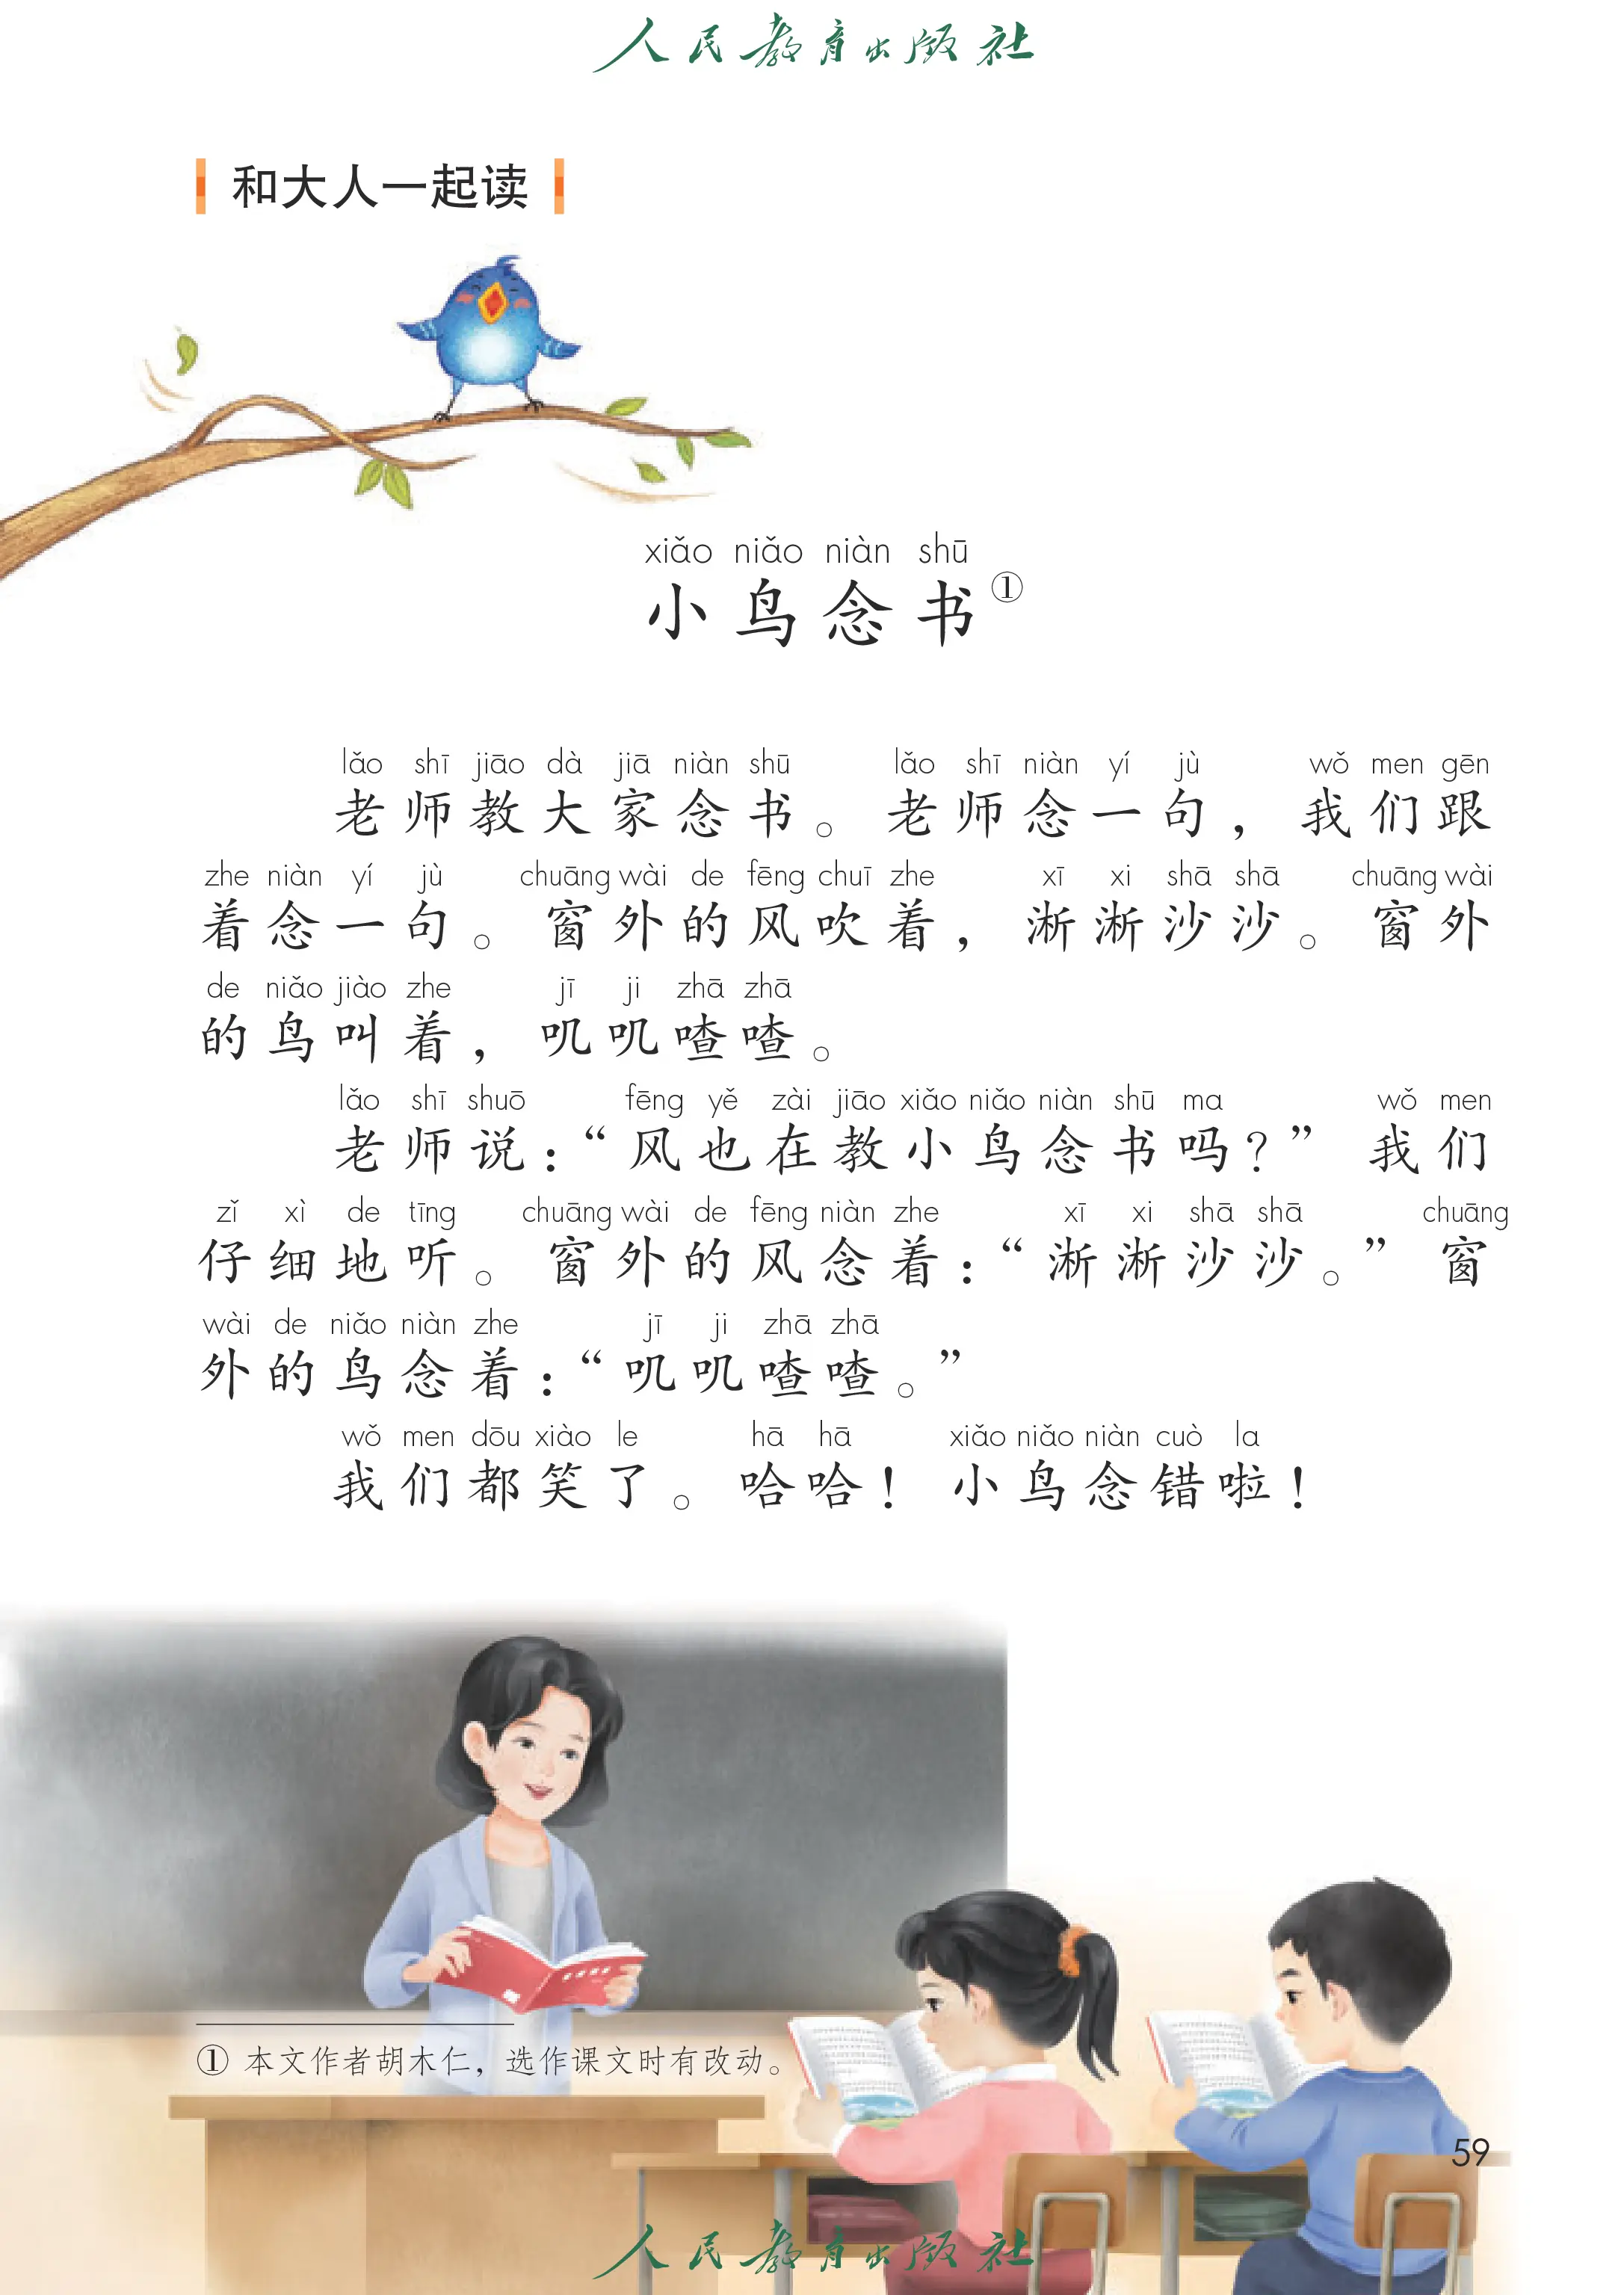 人民教育出版社
和大人一起读
xiǎo niǎo niàn shū
小鸟念书①
lǎo shī jiāo dà jiā niàn shū lǎo shī niàn yí jù wǒ men gēn
老师教大家念书。老师念一句，我们跟
zhe niàn yí jù chuāng wài de fēng chuī zhe xī xi shā shā chuāng wài
着念一句。窗外的风吹着，淅淅沙沙。窗外
de niǎo jiào zhe jī ji zhā zhā
的鸟叫着，叽叽喳喳。
lǎo shī shuō fēng yě zài jiāo xiǎo niǎo niàn shū ma wǒ men
老师说：“风也在教小鸟念书吗？”我们
zǐ xì de tīng chuāng wài de fēng niàn zhe xī xi shā shā chuāng
仔细地听。窗外的风念着：“淅淅沙沙。”窗
wài de niǎo niàn zhe jī ji zhā zhā
外的鸟念着：“叽叽喳喳。”
wǒ men dōu xiào le hā hā xiǎo niǎo niàn cuò la
我们都笑了。哈哈！小鸟念错啦！
① 本文作者胡木仁，选作课文时有改动。
59
人民教育出版社